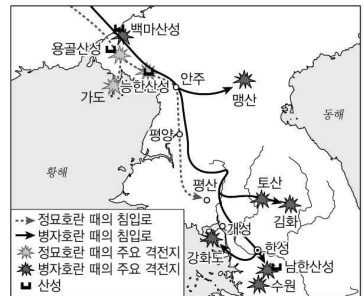 백마산성
용골산성
가도
능한산성
안주
맹산
동해
평양
황해
평산
토산
김화
개성
강화도
한성
남한산성
수원
정묘호란 때의 침입로
병자호란 때의 침입로
정묘호란 때의 주요 격전지
병자호란 때의 주요 격전지
산성